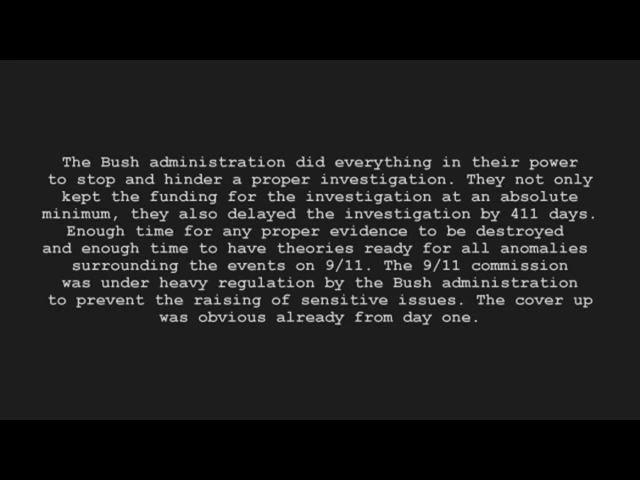 The Bush administration did everything in their power
to stop and hinder a proper investigation. They not only
kept the funding for the investigation at an absolute
minimum, they also delayed the investigation by 411 days.
Enough time for any proper evidence to be destroyed
and enough time to have theories ready for all anomalies
surrounding the events on 9/11. The 9/11 commission
was under heavy regulation by the Bush administration
to prevent the raising of sensitive issues. The cover up
was obvious already from day one.